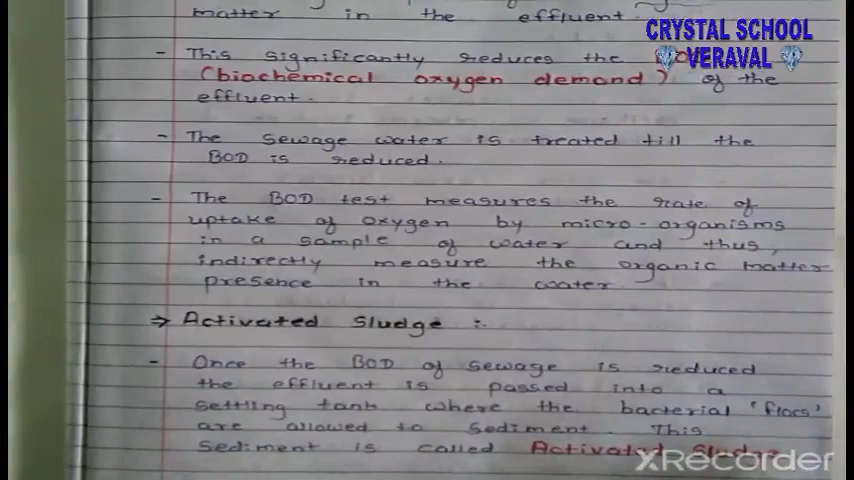 matter in the effluent.
CRYSTAL SCHOOL
VERAVAL
- This significantly reduces the
(biochemical oxygen demand) of the
effluent.
- The sewage water is treated till the
BOD is reduced.
- The BOD test measures the rate of
uptake of oxygen by micro-organisms
in a sample of water and thus,
indirectly measure the organic matter
presence in the water.
⇒ Activated Sludge :-
- Once the BOD of sewage is reduced
the effluent is passed into a
settling tank where the bacterial 'flocs'
are allowed to sediment. This
sediment is called Activated Sludge
XRecorder